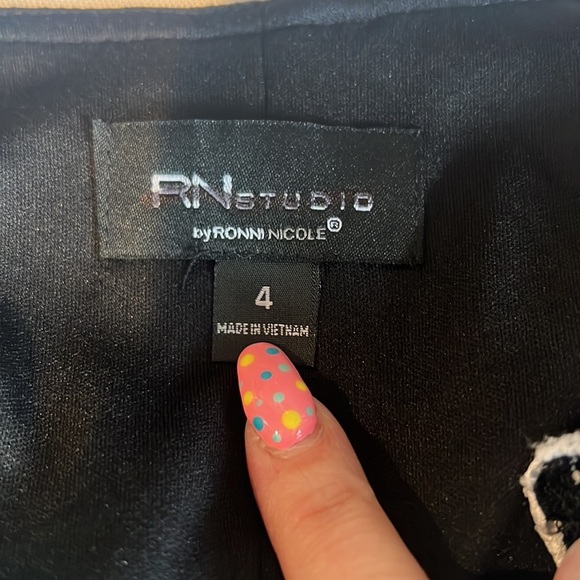 RNSTUDIO
by RONNI NICOLE®
4
MADE IN VIETNAM